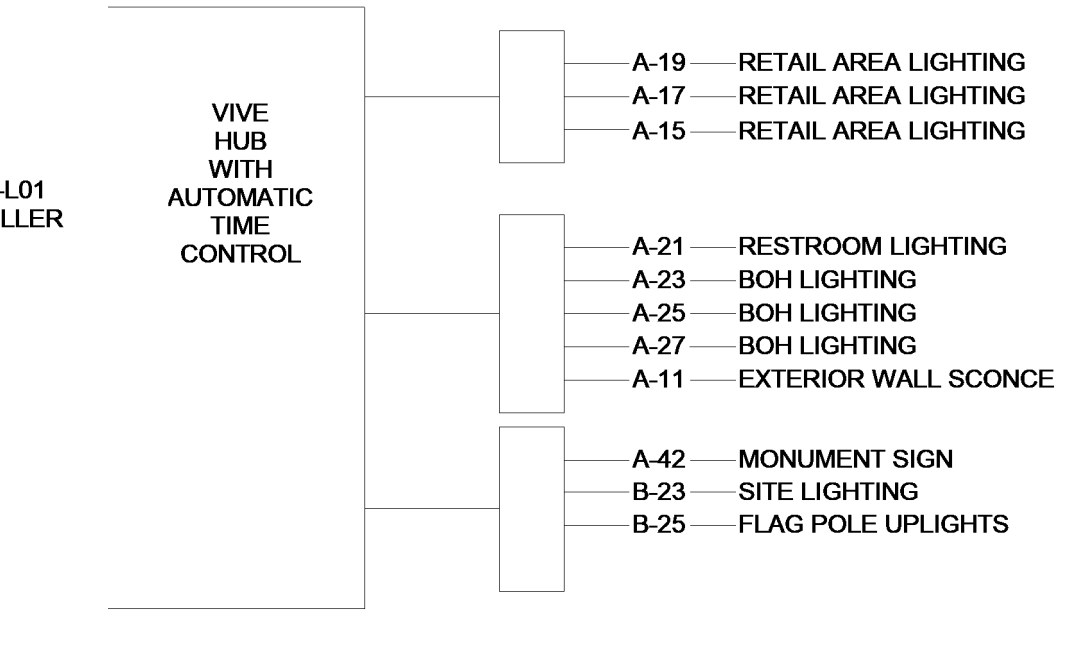 -L01
LLER
VIVE
HUB
WITH
AUTOMATIC
TIME
CONTROL
A-19 RETAIL AREA LIGHTING
A-17 RETAIL AREA LIGHTING
A-15 RETAIL AREA LIGHTING
A-21 RESTROOM LIGHTING
A-23 BOH LIGHTING
A-25 BOH LIGHTING
A-27 BOH LIGHTING
A-11 EXTERIOR WALL SCONCE
A-42 MONUMENT SIGN
B-23 SITE LIGHTING
B-25 FLAG POLE UPLIGHTS